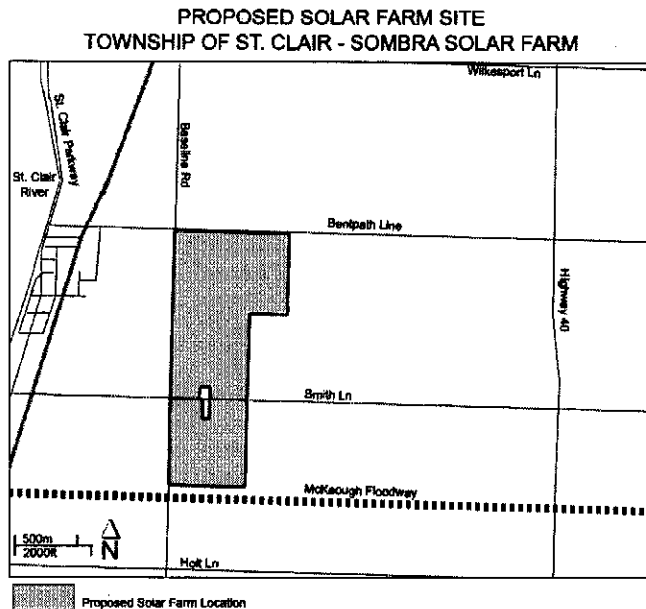 PROPOSED SOLAR FARM SITE
TOWNSHIP OF ST. CLAIR - SOMBRA SOLAR FARM
Wilkesport Ln
St. Clair Parkway
Baseline Rd
St. Clair
River
Bentpath Line
Highway 40
Smith Ln
McKeough Floodway
500m
2000ft
N
Holt Ln
Proposed Solar Farm Location